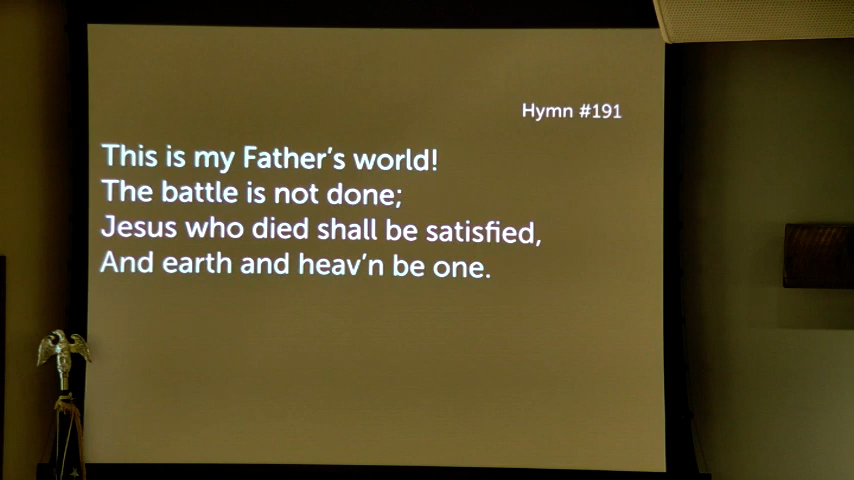 Hymn #191
This is my Father's world!
The battle is not done;
Jesus who died shall be satisfied,
And earth and heav'n be one.